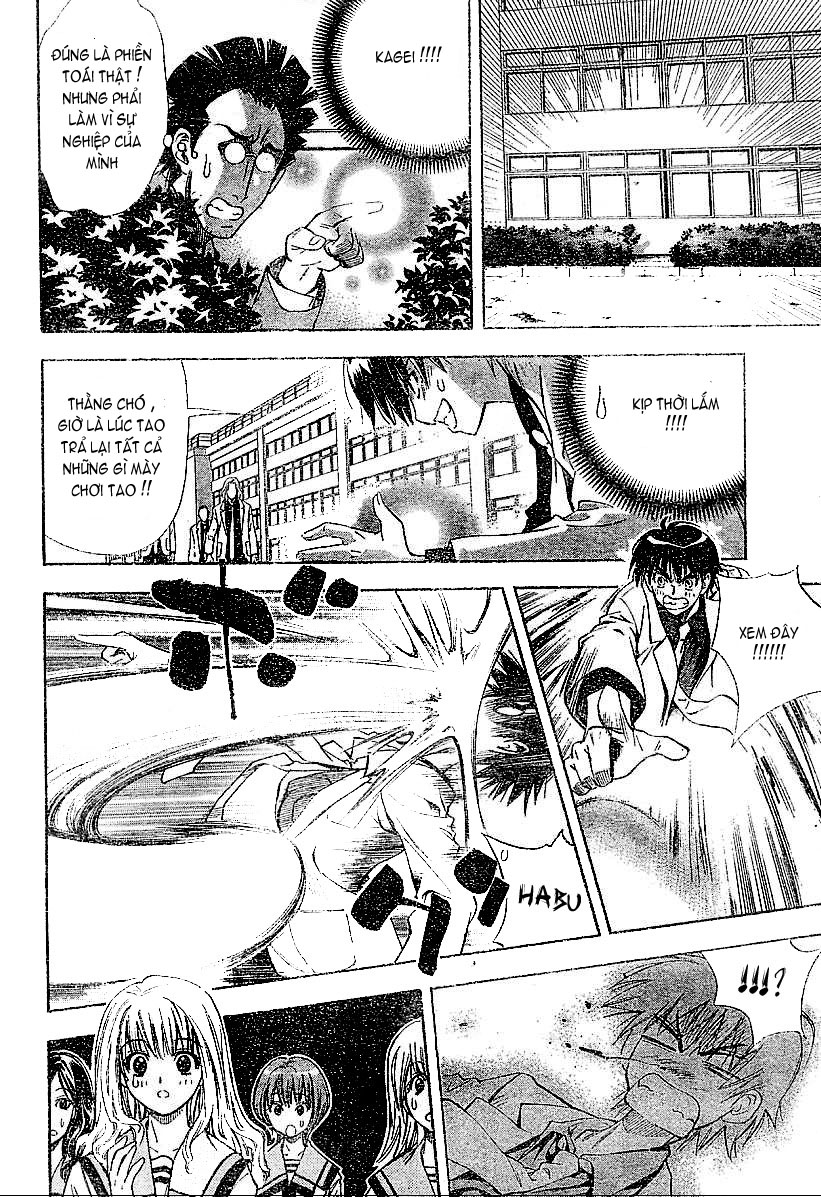 KAGEI !!!!
ĐÚNG LÀ PHIỀN
TOÁI THẬT !
NHƯNG PHẢI
LÀM VÌ SỰ
NGHIỆP CỦA
MÌNH
KỊP THỜI LẮM
!!!!
THẰNG CHÓ ,
GIỜ LÀ LÚC TAO
TRẢ LẠI TẤT CẢ
NHỮNG GÌ MÀY
CHƠI TAO !!
XEM ĐÂY
!!!!!!
HABU
!!!?